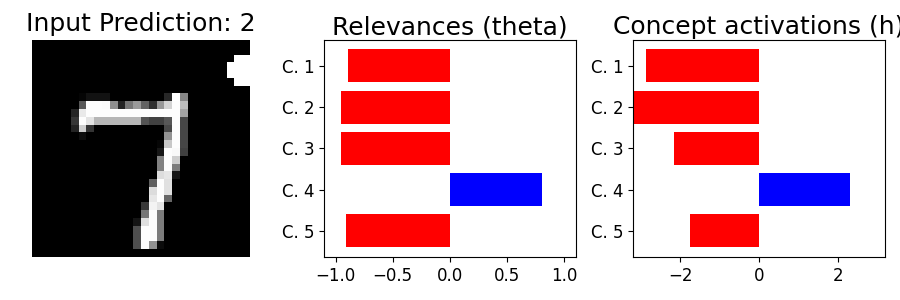 Input Prediction: 2
7
Relevances (theta)
C. 1
C. 2
C. 3
C. 4
C. 5
−1.0 −0.5 0.0 0.5 1.0
Concept activations (h)
C. 1
C. 2
C. 3
C. 4
C. 5
−2 0 2